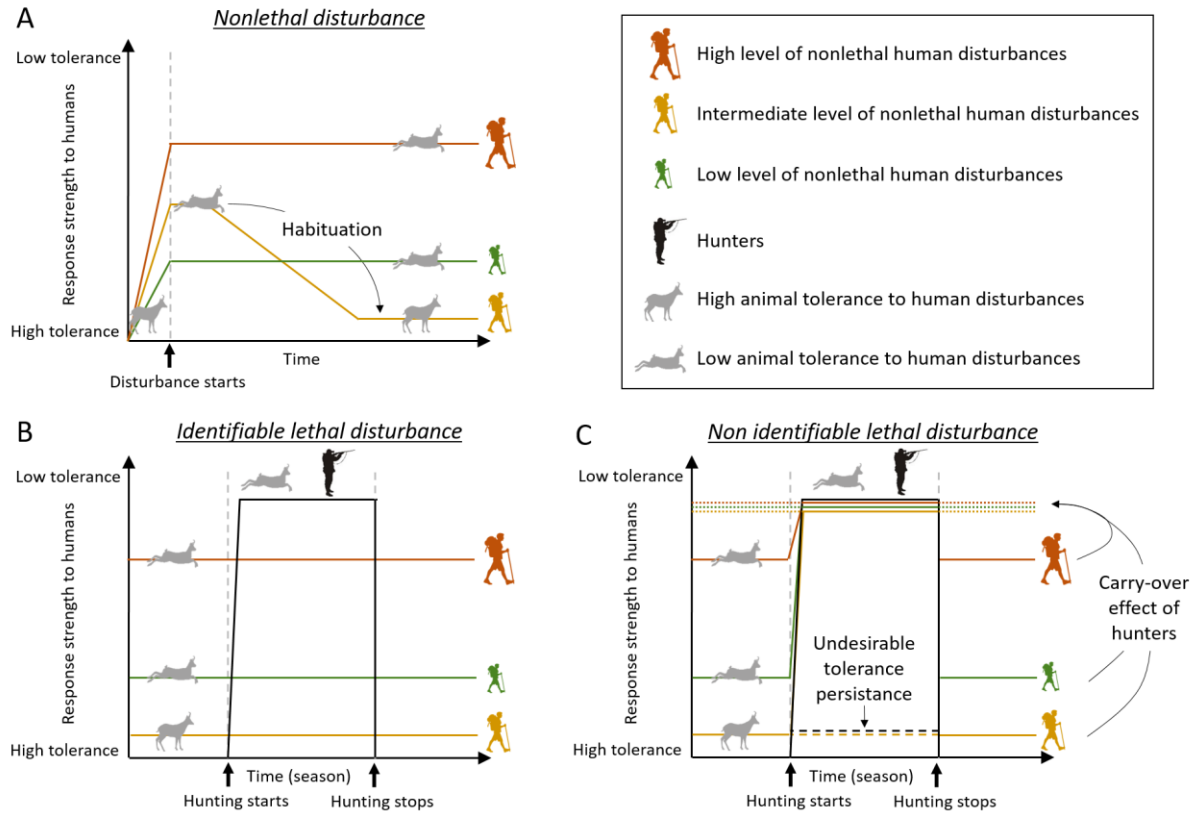 A
Nonlethal disturbance
Low tolerance
Response strength to humans
High tolerance
Habituation
Time
Disturbance starts
High level of nonlethal human disturbances
Intermediate level of nonlethal human disturbances
Low level of nonlethal human disturbances
Hunters
High animal tolerance to human disturbances
Low animal tolerance to human disturbances
B
Identifiable lethal disturbance
Low tolerance
Response strength to humans
High tolerance
Time (season)
Hunting starts
Hunting stops
C
Non identifiable lethal disturbance
Low tolerance
Response strength to humans
High tolerance
Undesirable
tolerance
persistance
Carry-over
effect of
hunters
Time (season)
Hunting starts
Hunting stops